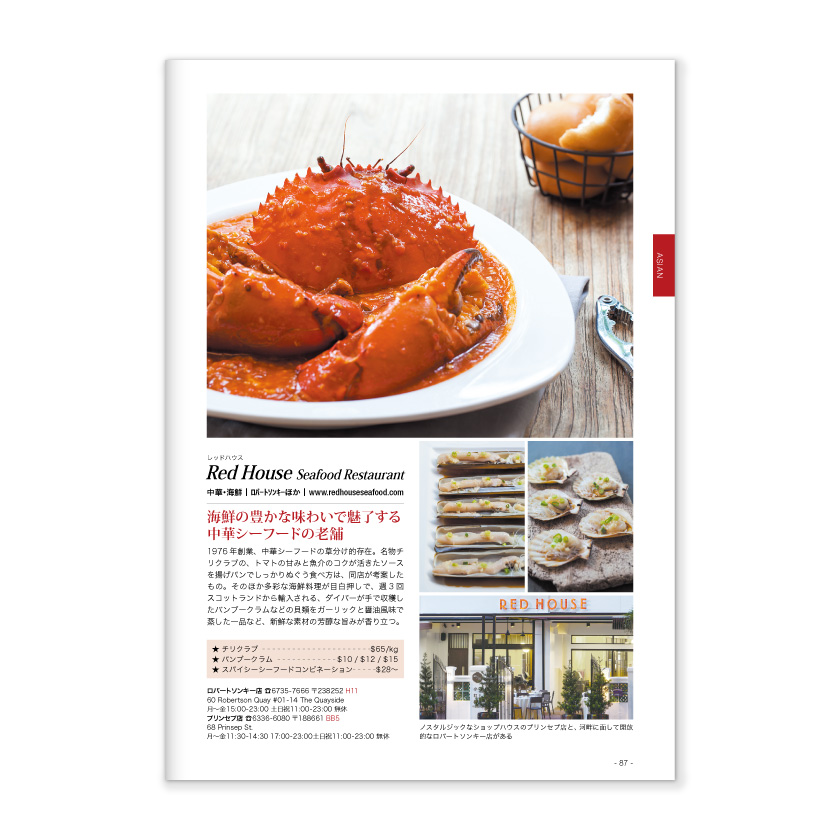 ASIAN
レッドハウス
Red House Seafood Restaurant
中華・海鮮 | ロバートソンキーほか | www.redhouseseafood.com
海鮮の豊かな味わいで魅了する
中華シーフードの老舗
1976年創業、中華シーフードの草分け的存在。名物チ
リクラブの、トマトの甘みと魚介のコクが活きたソース
を揚げパンでしっかりぬぐう食べ方は、同店が考案した
もの。そのほか多彩な海鮮料理が目白押しで、週3回
スコットランドから輸入される、ダイバーが手で収穫し
たバンブークラムなどの貝類をガーリックと醤油風味で
蒸した一品など、新鮮な素材の芳醇な旨みが香り立つ。
★ チリクラブ ------------------------ $65/kg
★ バンブークラム ------------- $10 / $12 / $15
★ スパイシーシーフードコンビネーション ----- $28〜
ロバートソンキー店 ☎6735-7666 〒238252 H11
60 Robertson Quay #01-14 The Quayside
月〜金15:00-23:00 土日祝11:00-23:00 無休
プリンセプ店 ☎6336-6080 〒188661 BB5
68 Prinsep St.
月〜金11:30-14:30 17:00-23:00土日祝11:00-23:00 無休
RED HOUSE
ノスタルジックなショップハウスのプリンセプ店と、河畔に面して開放
的なロバートソンキー店がある
- 87 -